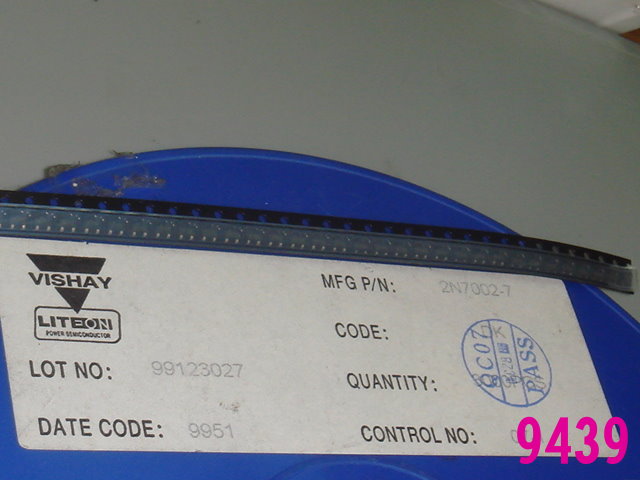 VISHAY
LITEON
POWER SEMICONDUCTOR
MFG P/N: 2N7002-7
CODE:
LOT NO: 99123027
QUANTITY:
DATE CODE: 9951
CONTROL NO:
QC07
PASS
9439